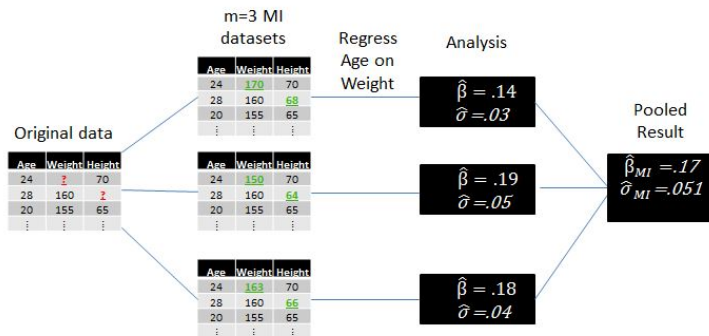 m=3 MI
datasets
Regress
Age on
Weight
Analysis
Age Weight Height
24 170 70
28 160 68
20 155 65
⋮ ⋮ ⋮
β̂ = .14
σ̂ =.03
Original data
Age Weight Height
24 ? 70
28 160 ?
20 155 65
⋮ ⋮ ⋮
Age Weight Height
24 150 70
28 160 64
20 155 65
⋮ ⋮ ⋮
β̂ = .19
σ̂ =.05
Pooled
Result
β̂MI = .17
σ̂MI =.051
Age Weight Height
24 163 70
28 160 66
20 155 65
⋮ ⋮ ⋮
β̂ = .18
σ̂ =.04